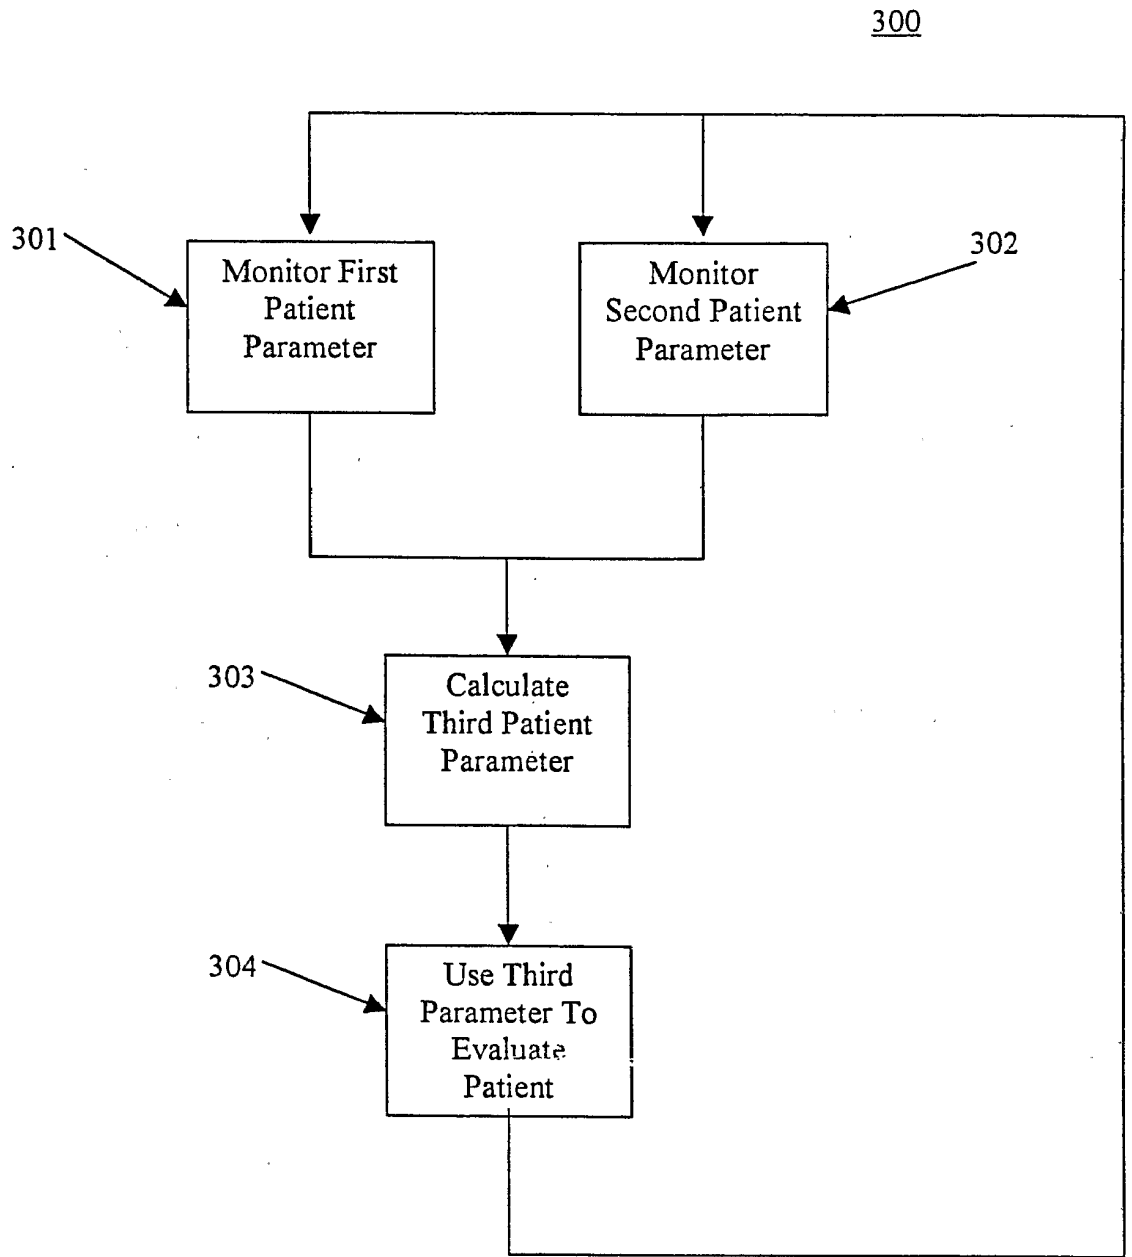 300
301
Monitor First
Patient
Parameter
Monitor
Second Patient
Parameter
302
303
Calculate
Third Patient
Parameter
304
Use Third
Parameter To
Evaluate
Patient